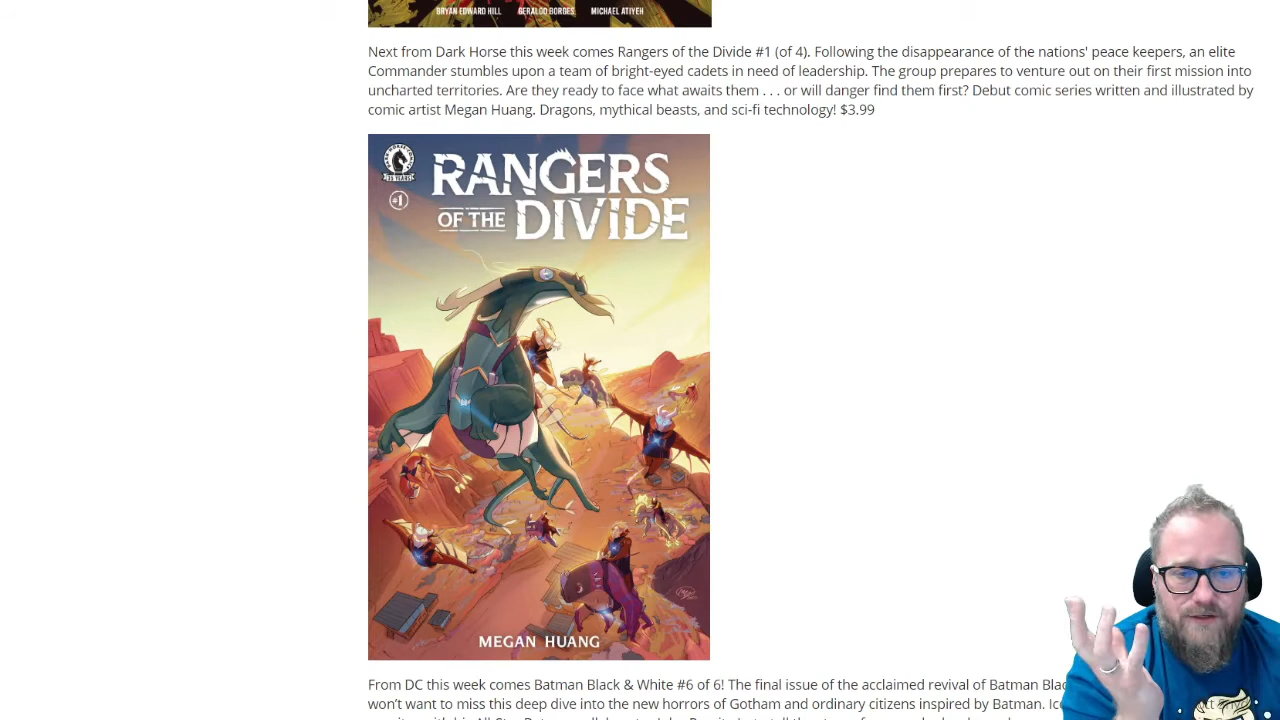 BRYAN EDWARD HILL GERALDO BORGES MICHAEL ATIYEH
Next from Dark Horse this week comes Rangers of the Divide #1 (of 4). Following the disappearance of the nations' peace keepers, an elite
Commander stumbles upon a team of bright-eyed cadets in need of leadership. The group prepares to venture out on their first mission into
uncharted territories. Are they ready to face what awaits them . . . or will danger find them first? Debut comic series written and illustrated by
comic artist Megan Huang. Dragons, mythical beasts, and sci-fi technology! $3.99
#1
RANGERS
OF THE DIVIDE
MEGAN HUANG
From DC this week comes Batman Black & White #6 of 6! The final issue of the acclaimed revival of Batman
won't want to miss this deep dive into the new horrors of Gotham and ordinary citizens inspired by Batman.